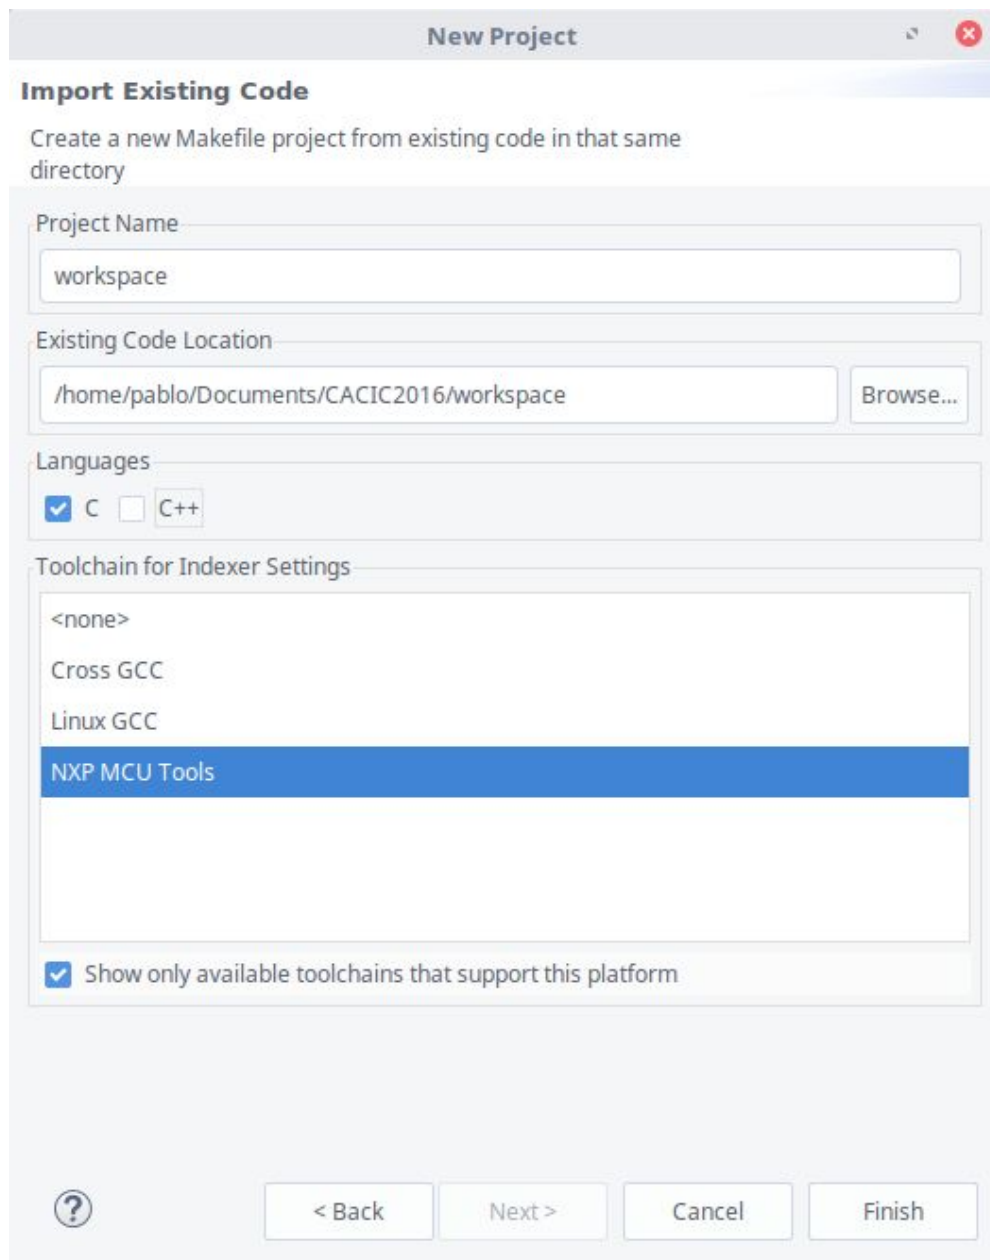 New Project
Import Existing Code
Create a new Makefile project from existing code in that same
directory
Project Name
workspace
Existing Code Location
/home/pablo/Documents/CACIC2016/workspace
Browse...
Languages
C C++
Toolchain for Indexer Settings
<none>
Cross GCC
Linux GCC
NXP MCU Tools
Show only available toolchains that support this platform
? < Back Next > Cancel Finish